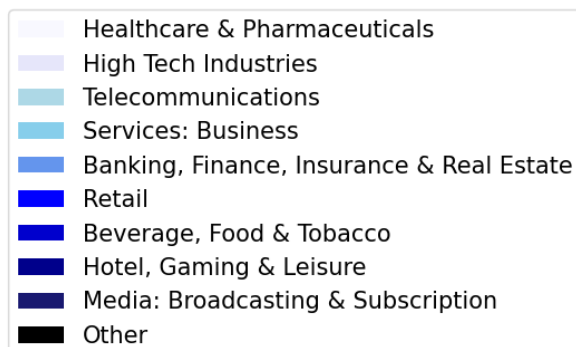 Healthcare & Pharmaceuticals
High Tech Industries
Telecommunications
Services: Business
Banking, Finance, Insurance & Real Estate
Retail
Beverage, Food & Tobacco
Hotel, Gaming & Leisure
Media: Broadcasting & Subscription
Other